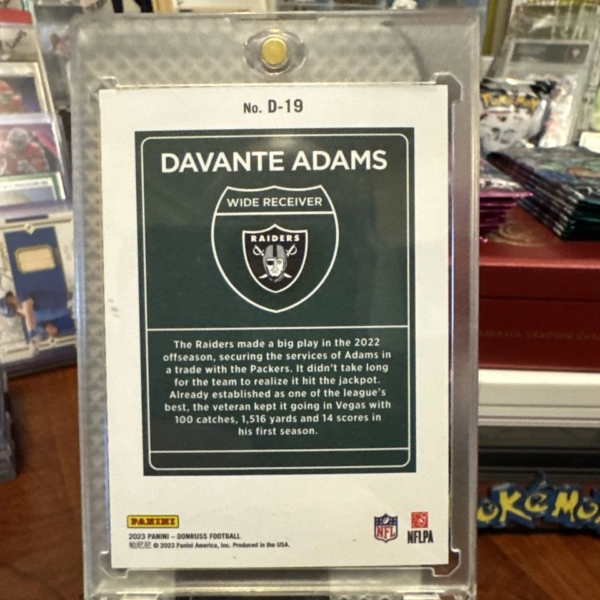 No. D-19
DAVANTE ADAMS
WIDE RECEIVER
RAIDERS
The Raiders made a big play in the 2022
offseason, securing the services of Adams in
a trade with the Packers. It didn't take long
for the team to realize it hit the jackpot.
Already established as one of the league's
best, the veteran kept it going in Vegas with
100 catches, 1,516 yards and 14 scores in
his first season.
PANINI
2023 PANINI – DONRUSS FOOTBALL
© 2023 Panini America, Inc. Produced in the USA.
NFL
NFLPA
POKéMON